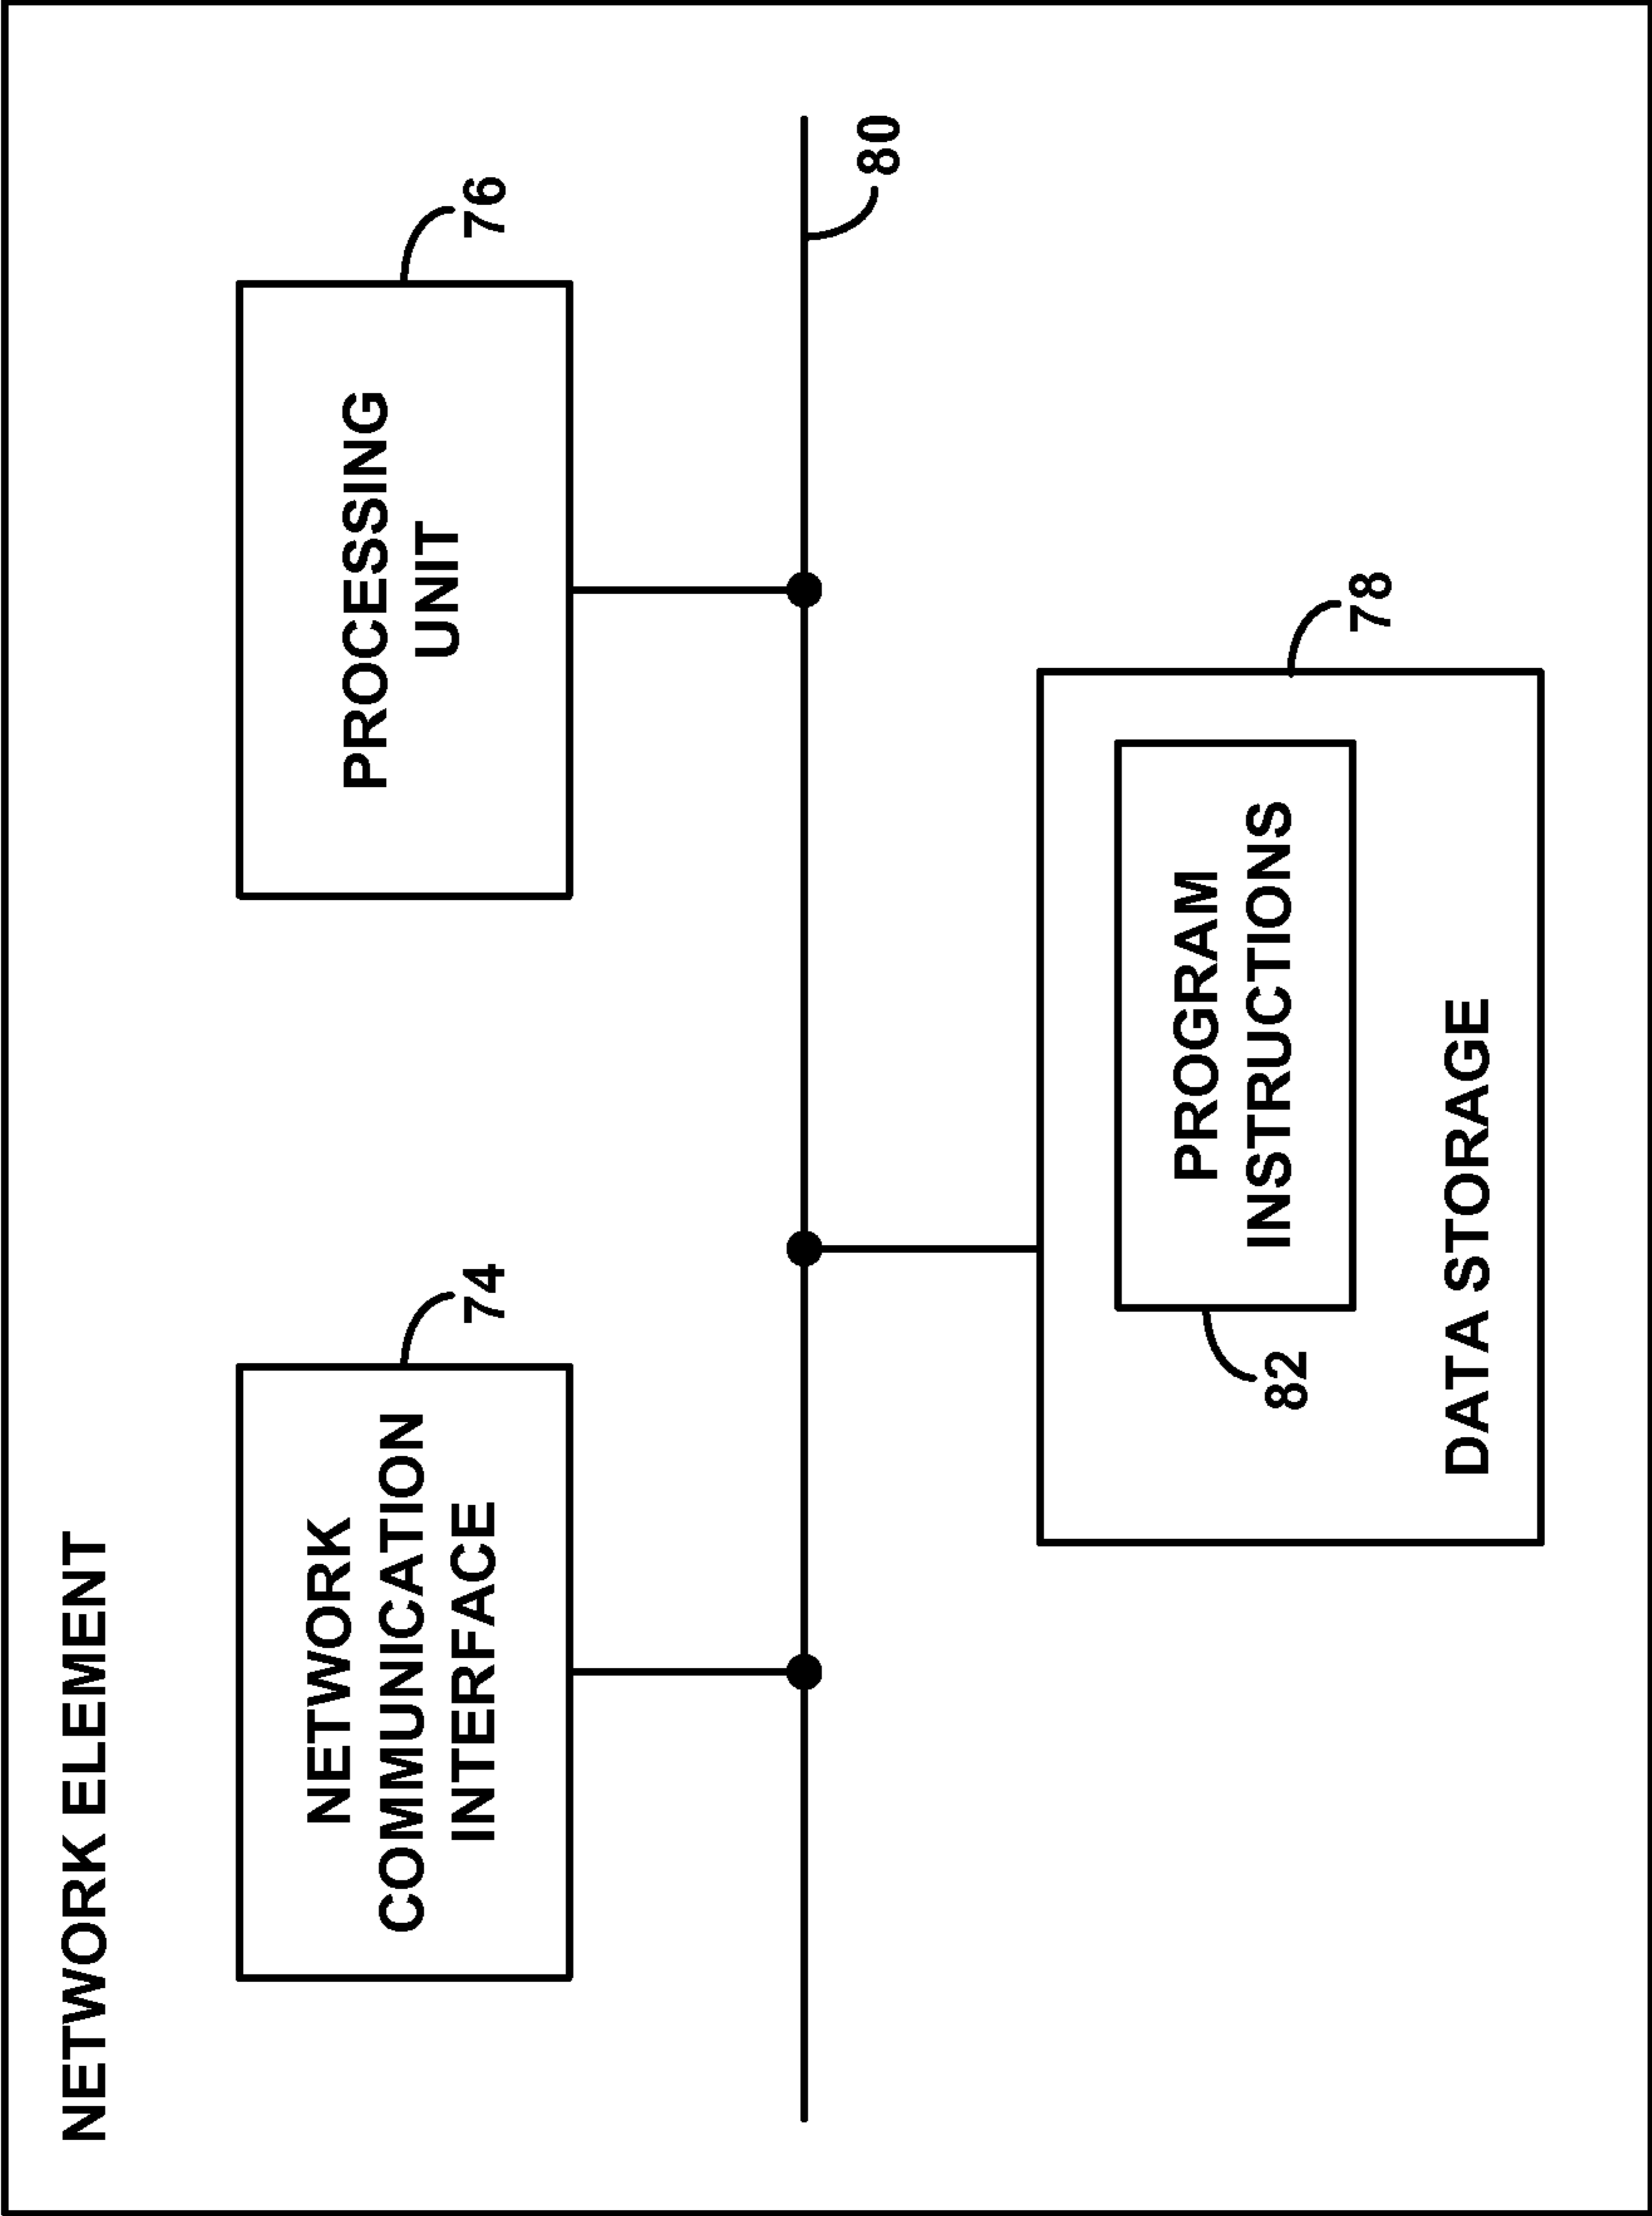 NETWORK ELEMENT
NETWORK
COMMUNICATION
INTERFACE
74
PROCESSING
UNIT
76
80
82
PROGRAM
INSTRUCTIONS
DATA STORAGE
78